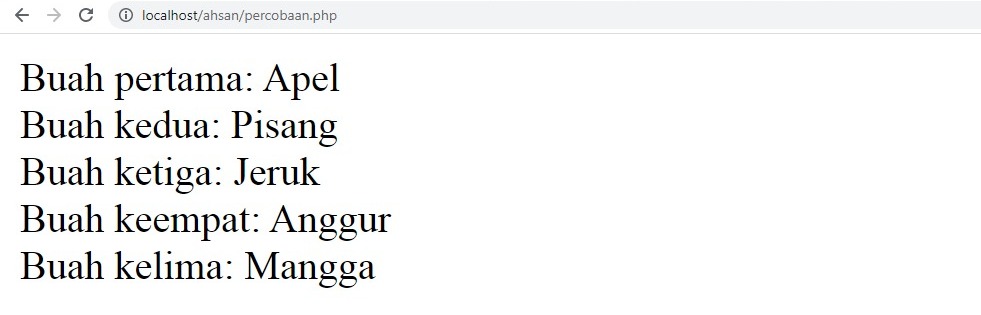 localhost/ahsan/percobaan.php
Buah pertama: Apel
Buah kedua: Pisang
Buah ketiga: Jeruk
Buah keempat: Anggur
Buah kelima: Mangga